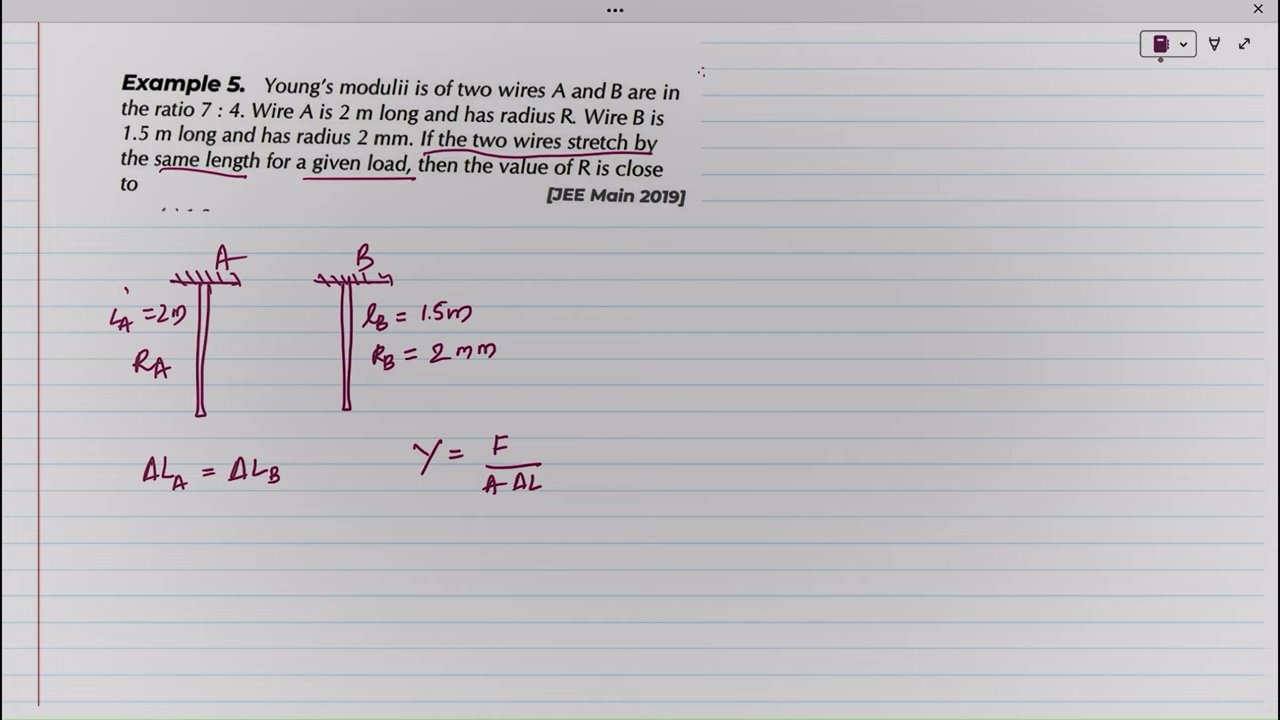 Example 5. Young's modulii is of two wires A and B are in
the ratio 7 : 4. Wire A is 2 m long and has radius R. Wire B is
1.5 m long and has radius 2 mm. If the two wires stretch by
the same length for a given load, then the value of R is close
to
[JEE Main 2019]
A B
LA = 2m lB = 1.5m
RA RB = 2 mm
ΔLA = ΔLB Y = F / A ΔL